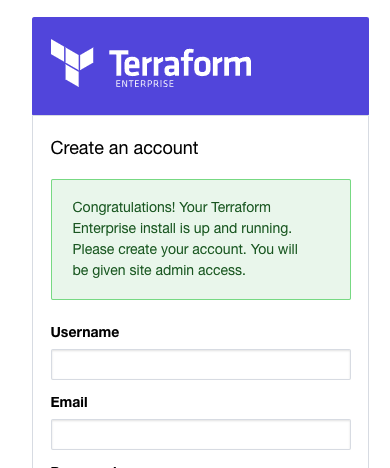 Terraform
ENTERPRISE
Create an account
Congratulations! Your Terraform
Enterprise install is up and running.
Please create your account. You will
be given site admin access.
Username
Email